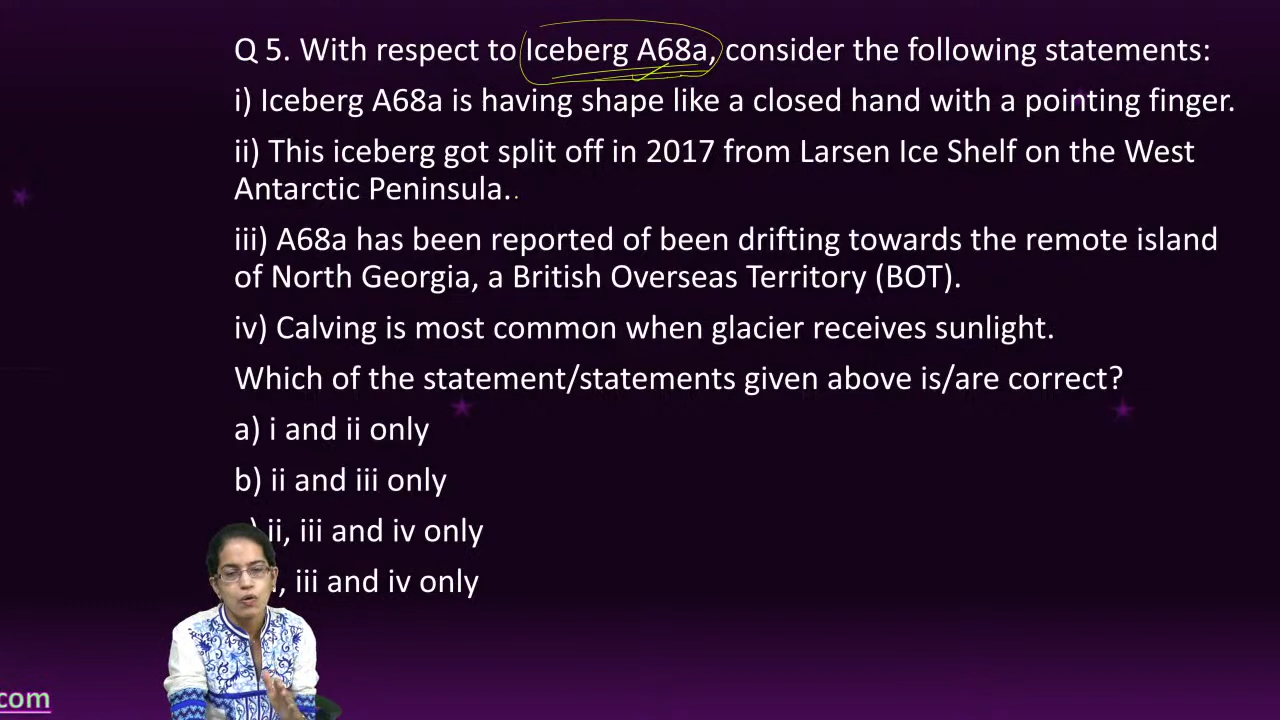 Q 5. With respect to Iceberg A68a, consider the following statements:
i) Iceberg A68a is having shape like a closed hand with a pointing finger.
ii) This iceberg got split off in 2017 from Larsen Ice Shelf on the West
Antarctic Peninsula.
iii) A68a has been reported of been drifting towards the remote island
of North Georgia, a British Overseas Territory (BOT).
iv) Calving is most common when glacier receives sunlight.
Which of the statement/statements given above is/are correct?
a) i and ii only
b) ii and iii only
) ii, iii and iv only
, iii and iv only
com